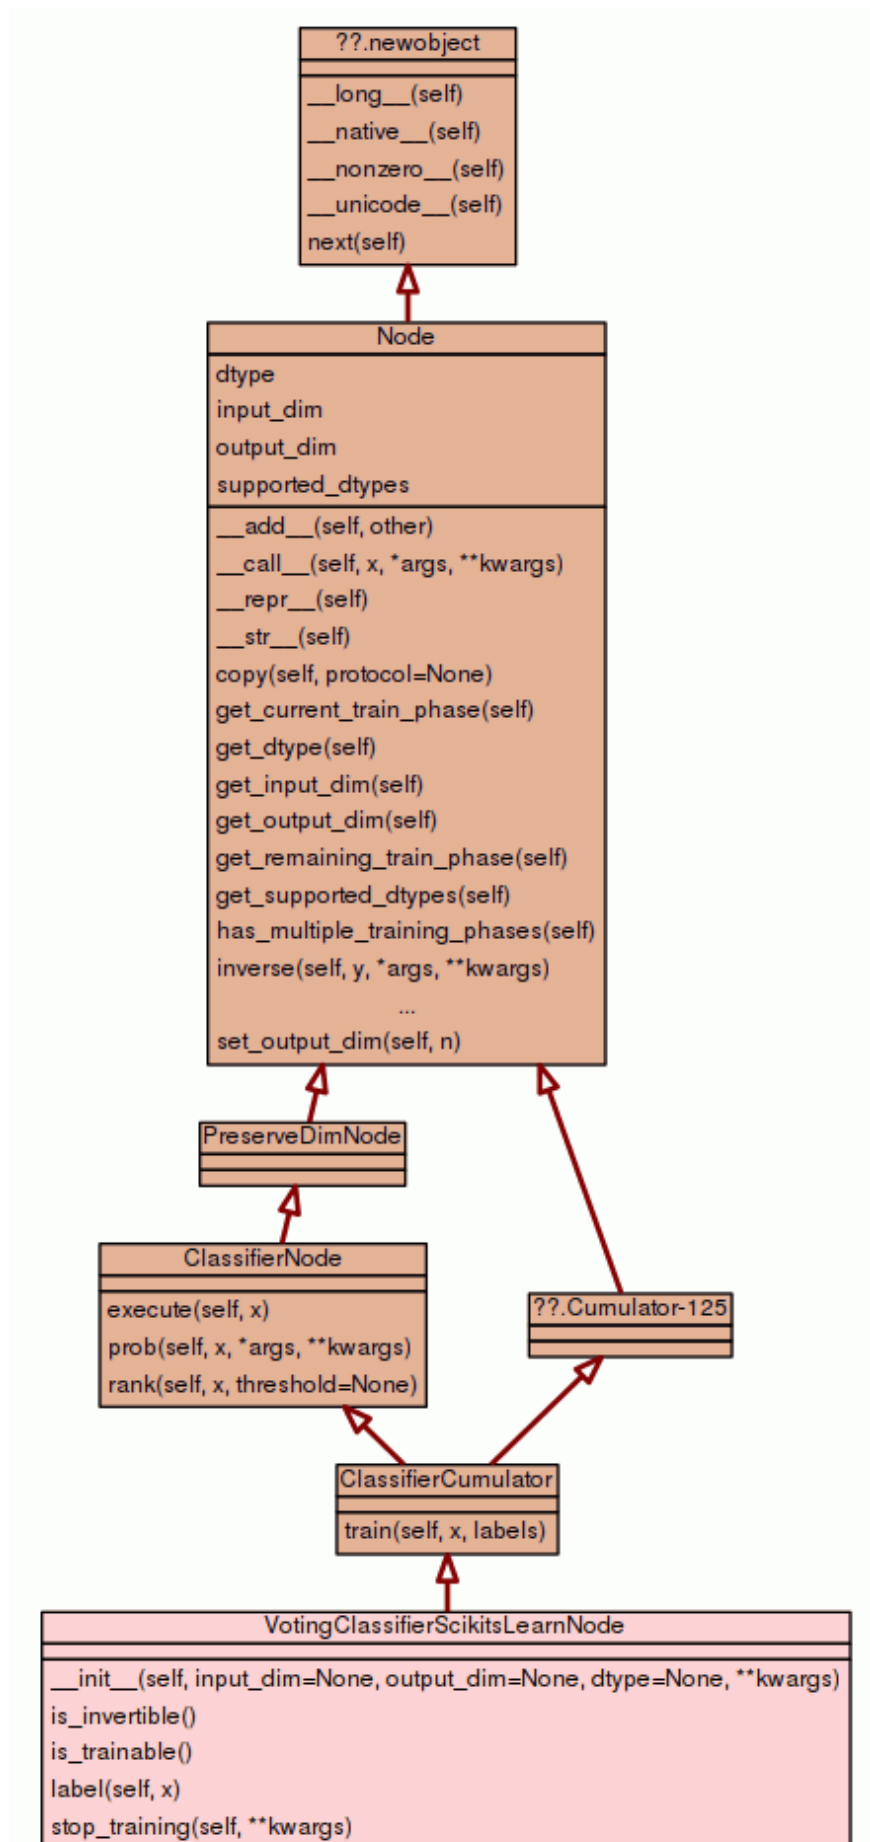 ??.newobject
__long__(self)
__native__(self)
__nonzero__(self)
__unicode__(self)
next(self)
Node
dtype
input_dim
output_dim
supported_dtypes
__add__(self, other)
__call__(self, x, *args, **kwargs)
__repr__(self)
__str__(self)
copy(self, protocol=None)
get_current_train_phase(self)
get_dtype(self)
get_input_dim(self)
get_output_dim(self)
get_remaining_train_phase(self)
get_supported_dtypes(self)
has_multiple_training_phases(self)
inverse(self, y, *args, **kwargs)
...
set_output_dim(self, n)
PreserveDimNode
ClassifierNode
execute(self, x)
prob(self, x, *args, **kwargs)
rank(self, x, threshold=None)
??.Cumulator-125
ClassifierCumulator
train(self, x, labels)
VotingClassifierScikitsLearnNode
__init__(self, input_dim=None, output_dim=None, dtype=None, **kwargs)
is_invertible()
is_trainable()
label(self, x)
stop_training(self, **kwargs)